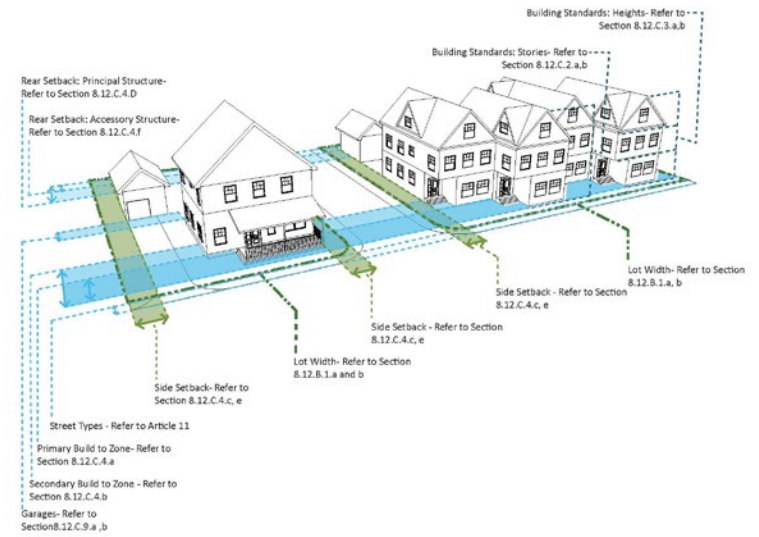 Building Standards: Heights- Refer to
Section 8.12.C.3.a,b
Building Standards: Stories- Refer to
Section 8.12.C.2.a,b
Rear Setback: Principal Structure-
Refer to Section 8.12.C.4.D
Rear Setback: Accessory Structure-
Refer to Section 8.12.C.4.f
Lot Width- Refer to Section
8.12.B.1.a, b
Side Setback - Refer to Section
8.12.C.4.c, e
Side Setback - Refer to Section
8.12.C.4.c, e
Lot Width- Refer to Section
8.12.B.1.a and b
Side Setback- Refer to
Section 8.12.C.4.c, e
Street Types - Refer to Article 11
Primary Build to Zone- Refer to
Section 8.12.C.4.a
Secondary Build to Zone - Refer to
Section 8.12.C.4.b
Garages- Refer to
Section8.12.C.9.a ,b